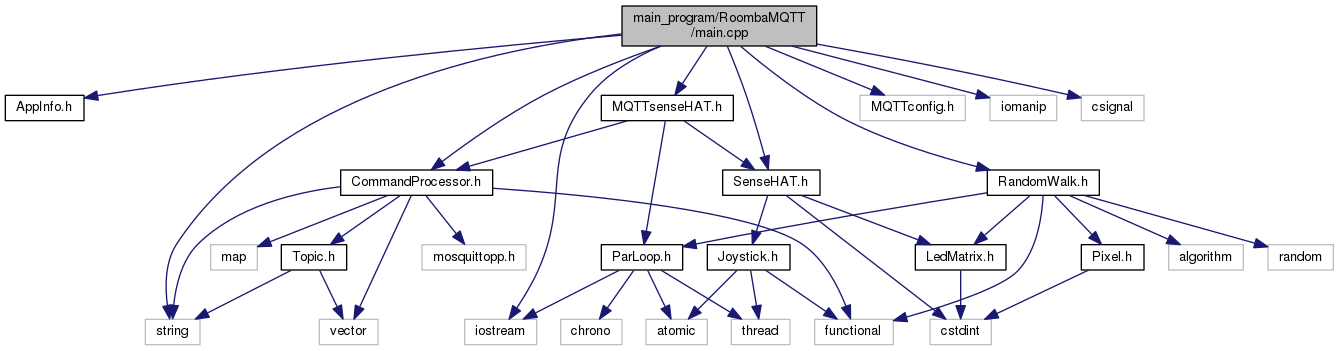 main_program/RoombaMQTT
/main.cpp
AppInfo.h
MQTTsenseHAT.h
MQTTconfig.h
iomanip
csignal
CommandProcessor.h
SenseHAT.h
RandomWalk.h
map
Topic.h
mosquittopp.h
ParLoop.h
Joystick.h
LedMatrix.h
Pixel.h
algorithm
random
string
vector
iostream
chrono
atomic
thread
functional
cstdint